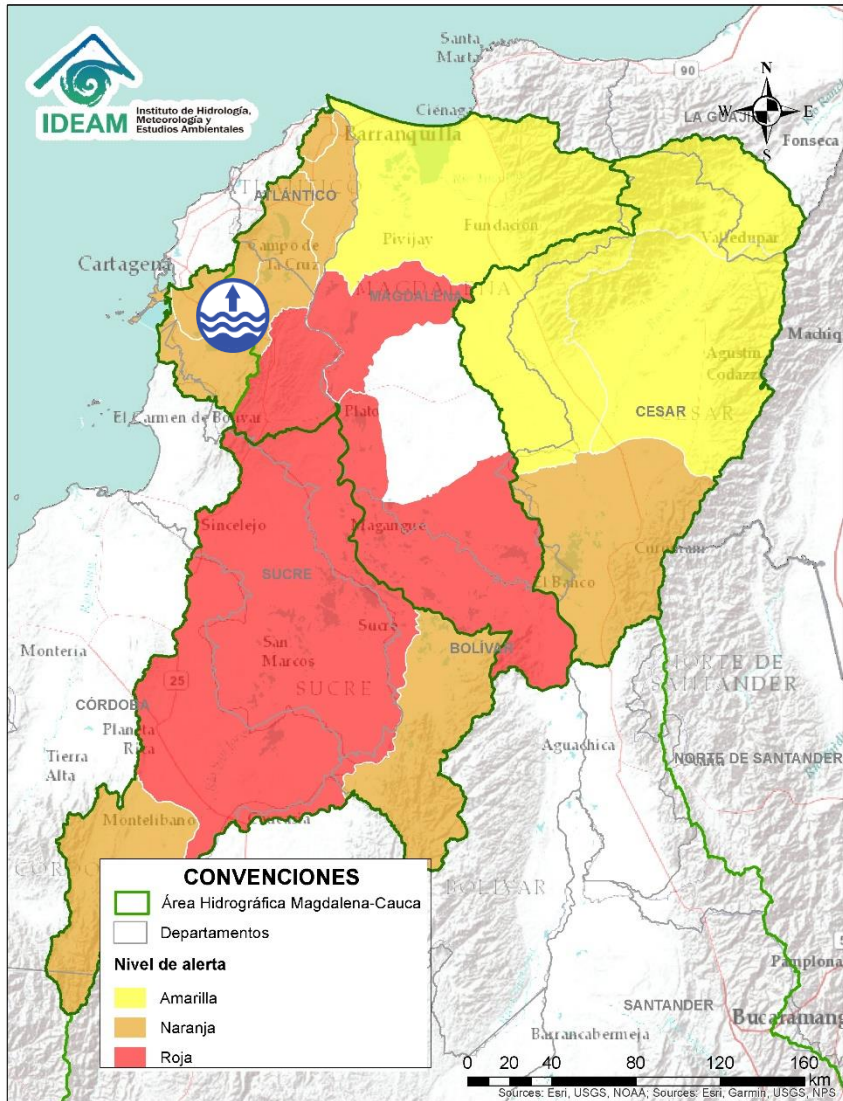 IDEAM
Instituto de Hidrología,
Meteorología y
Estudios Ambientales
Santa
Marta
90
N
W E
S
LA GUAJI
Fonseca
Ciénaga
Barranquilla
ATLÁNTICO
Valledupar
Campo de
la Cruz
Pivijay
Fundación
Cartagena
MAGDALENA
MAGDALENA
Machiq
Agustín
Codazzi
CESAR
El Carmen de Bolívar
Plato
Sincelejo
Magangué
SUCRE
El Banco
Sucre
San
Marcos
BOLÍVAR
SUCRE
Montería
25
CÓRDOBA
Planeta
Rica
Tierra
Alta
NORTE DE
SANTANDER
Aguachica
NORTE DE SANTANDER
Montelíbano
BOLÍVAR
CONVENCIONES
Área Hidrográfica Magdalena-Cauca
Departamentos
Nivel de alerta
Amarilla
Naranja
Roja
Pamplona
SANTANDER
Bucaramang
Barrancabermeja
0 20 40 80 120 160
km
Sources: Esri, USGS, NOAA; Sources: Esri, Garmin, USGS, NPS